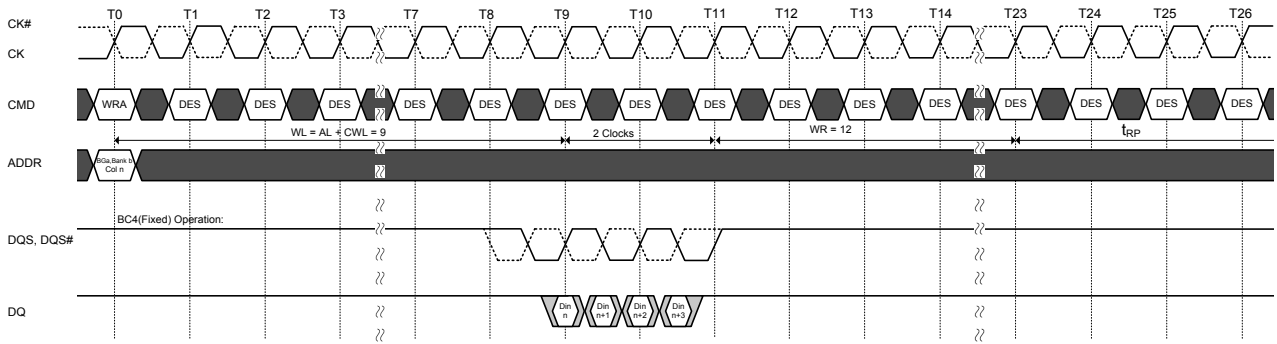 CK#
CK
T0 T1 T2 T3 T7 T8 T9 T10 T11 T12 T13 T14 T23 T24 T25 T26
CMD
WRA DES DES DES DES DES DES DES DES DES DES DES DES DES DES DES
WL = AL + CWL = 9 2 Clocks WR = 12 tRP
ADDR
BGa,Bank b
Col n
BC4(Fixed) Operation:
DQS, DQS#
DQ
Din Din Din Din
n n+1 n+2 n+3